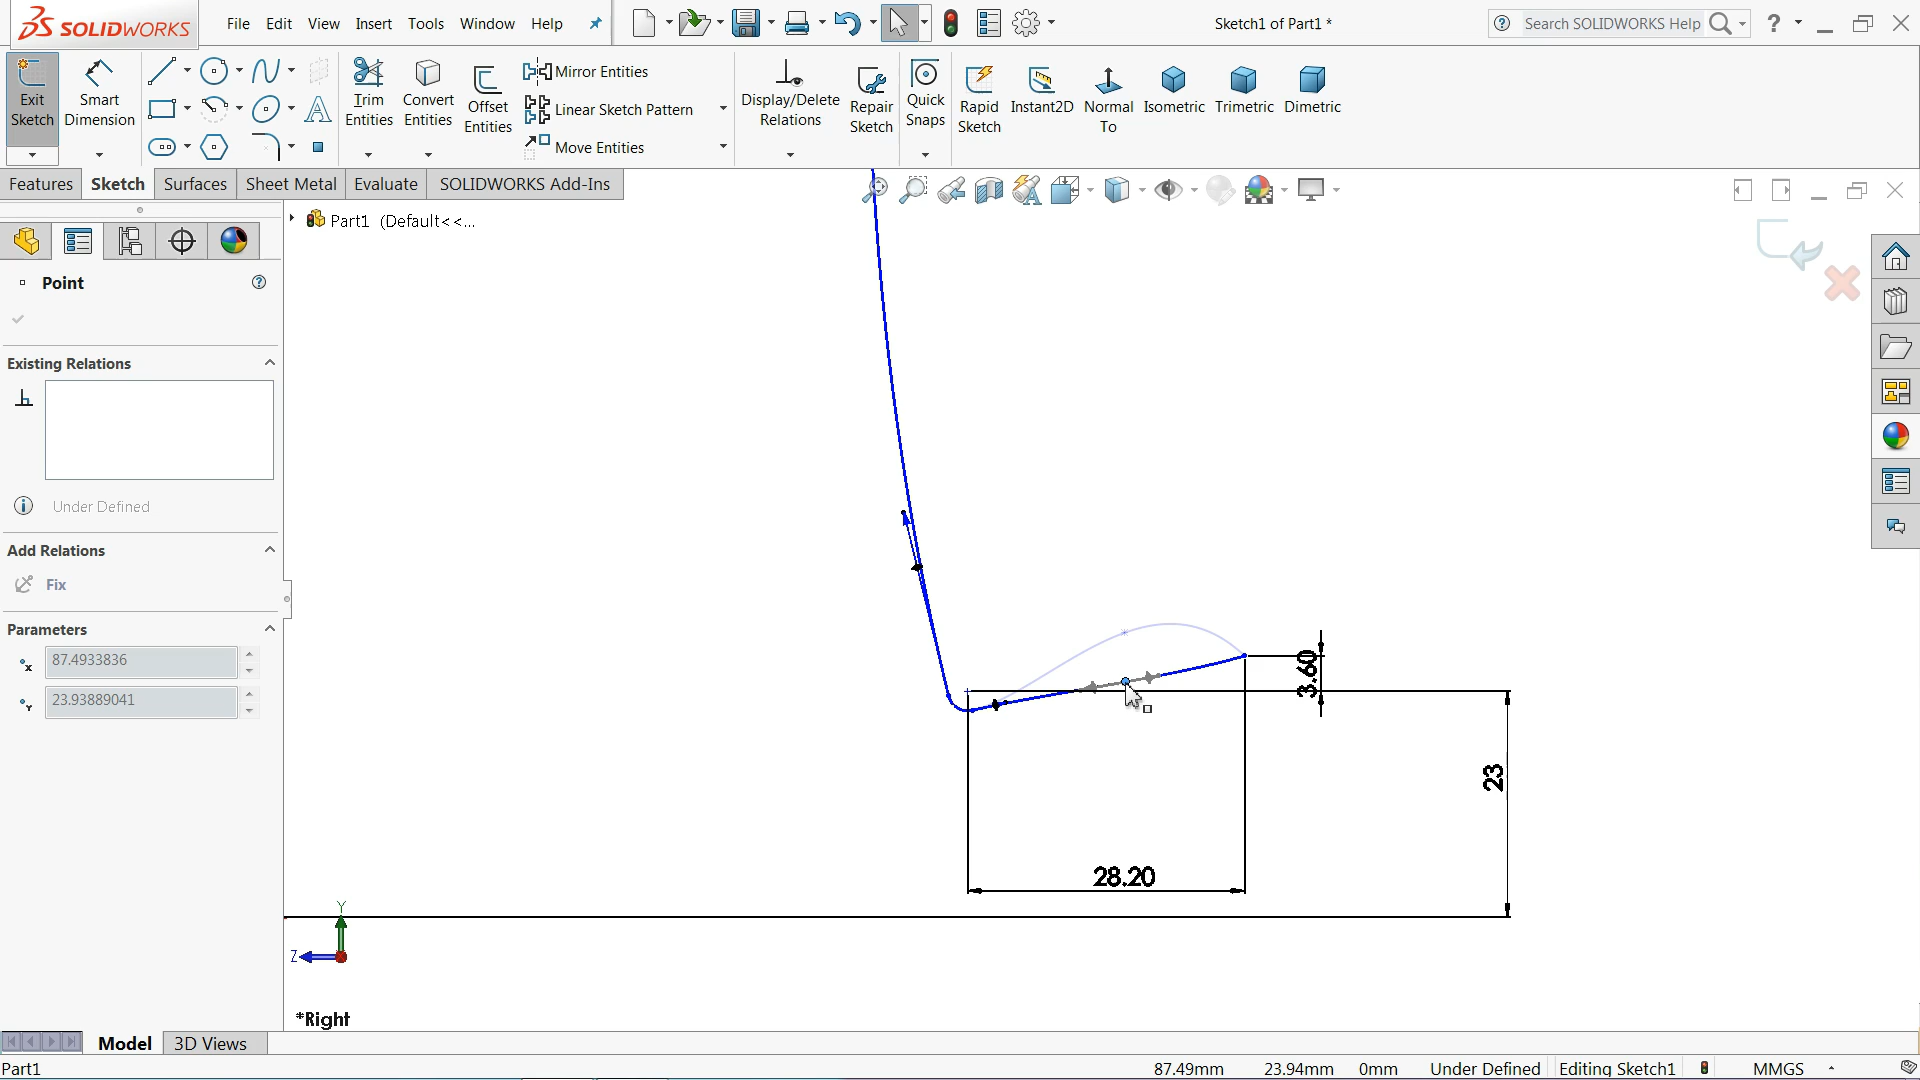 SOLIDWORKS
File Edit View Insert Tools Window Help
Sketch1 of Part1 *
Search SOLIDWORKS Help
Exit Sketch
Smart Dimension
Trim Entities
Convert Entities
Offset Entities
Mirror Entities
Linear Sketch Pattern
Move Entities
Display/Delete Relations
Repair Sketch
Quick Snaps
Rapid Sketch
Instant2D
Normal To
Isometric
Trimetric
Dimetric
Features Sketch Surfaces Sheet Metal Evaluate SOLIDWORKS Add-Ins
Part1 (Default<<...
Point
Existing Relations
Under Defined
Add Relations
Fix
Parameters
87.4933836
23.93889041
3.60
23
28.20
Y
Z
*Right
Model 3D Views
Part1 87.49mm 23.94mm 0mm Under Defined Editing Sketch1 MMGS